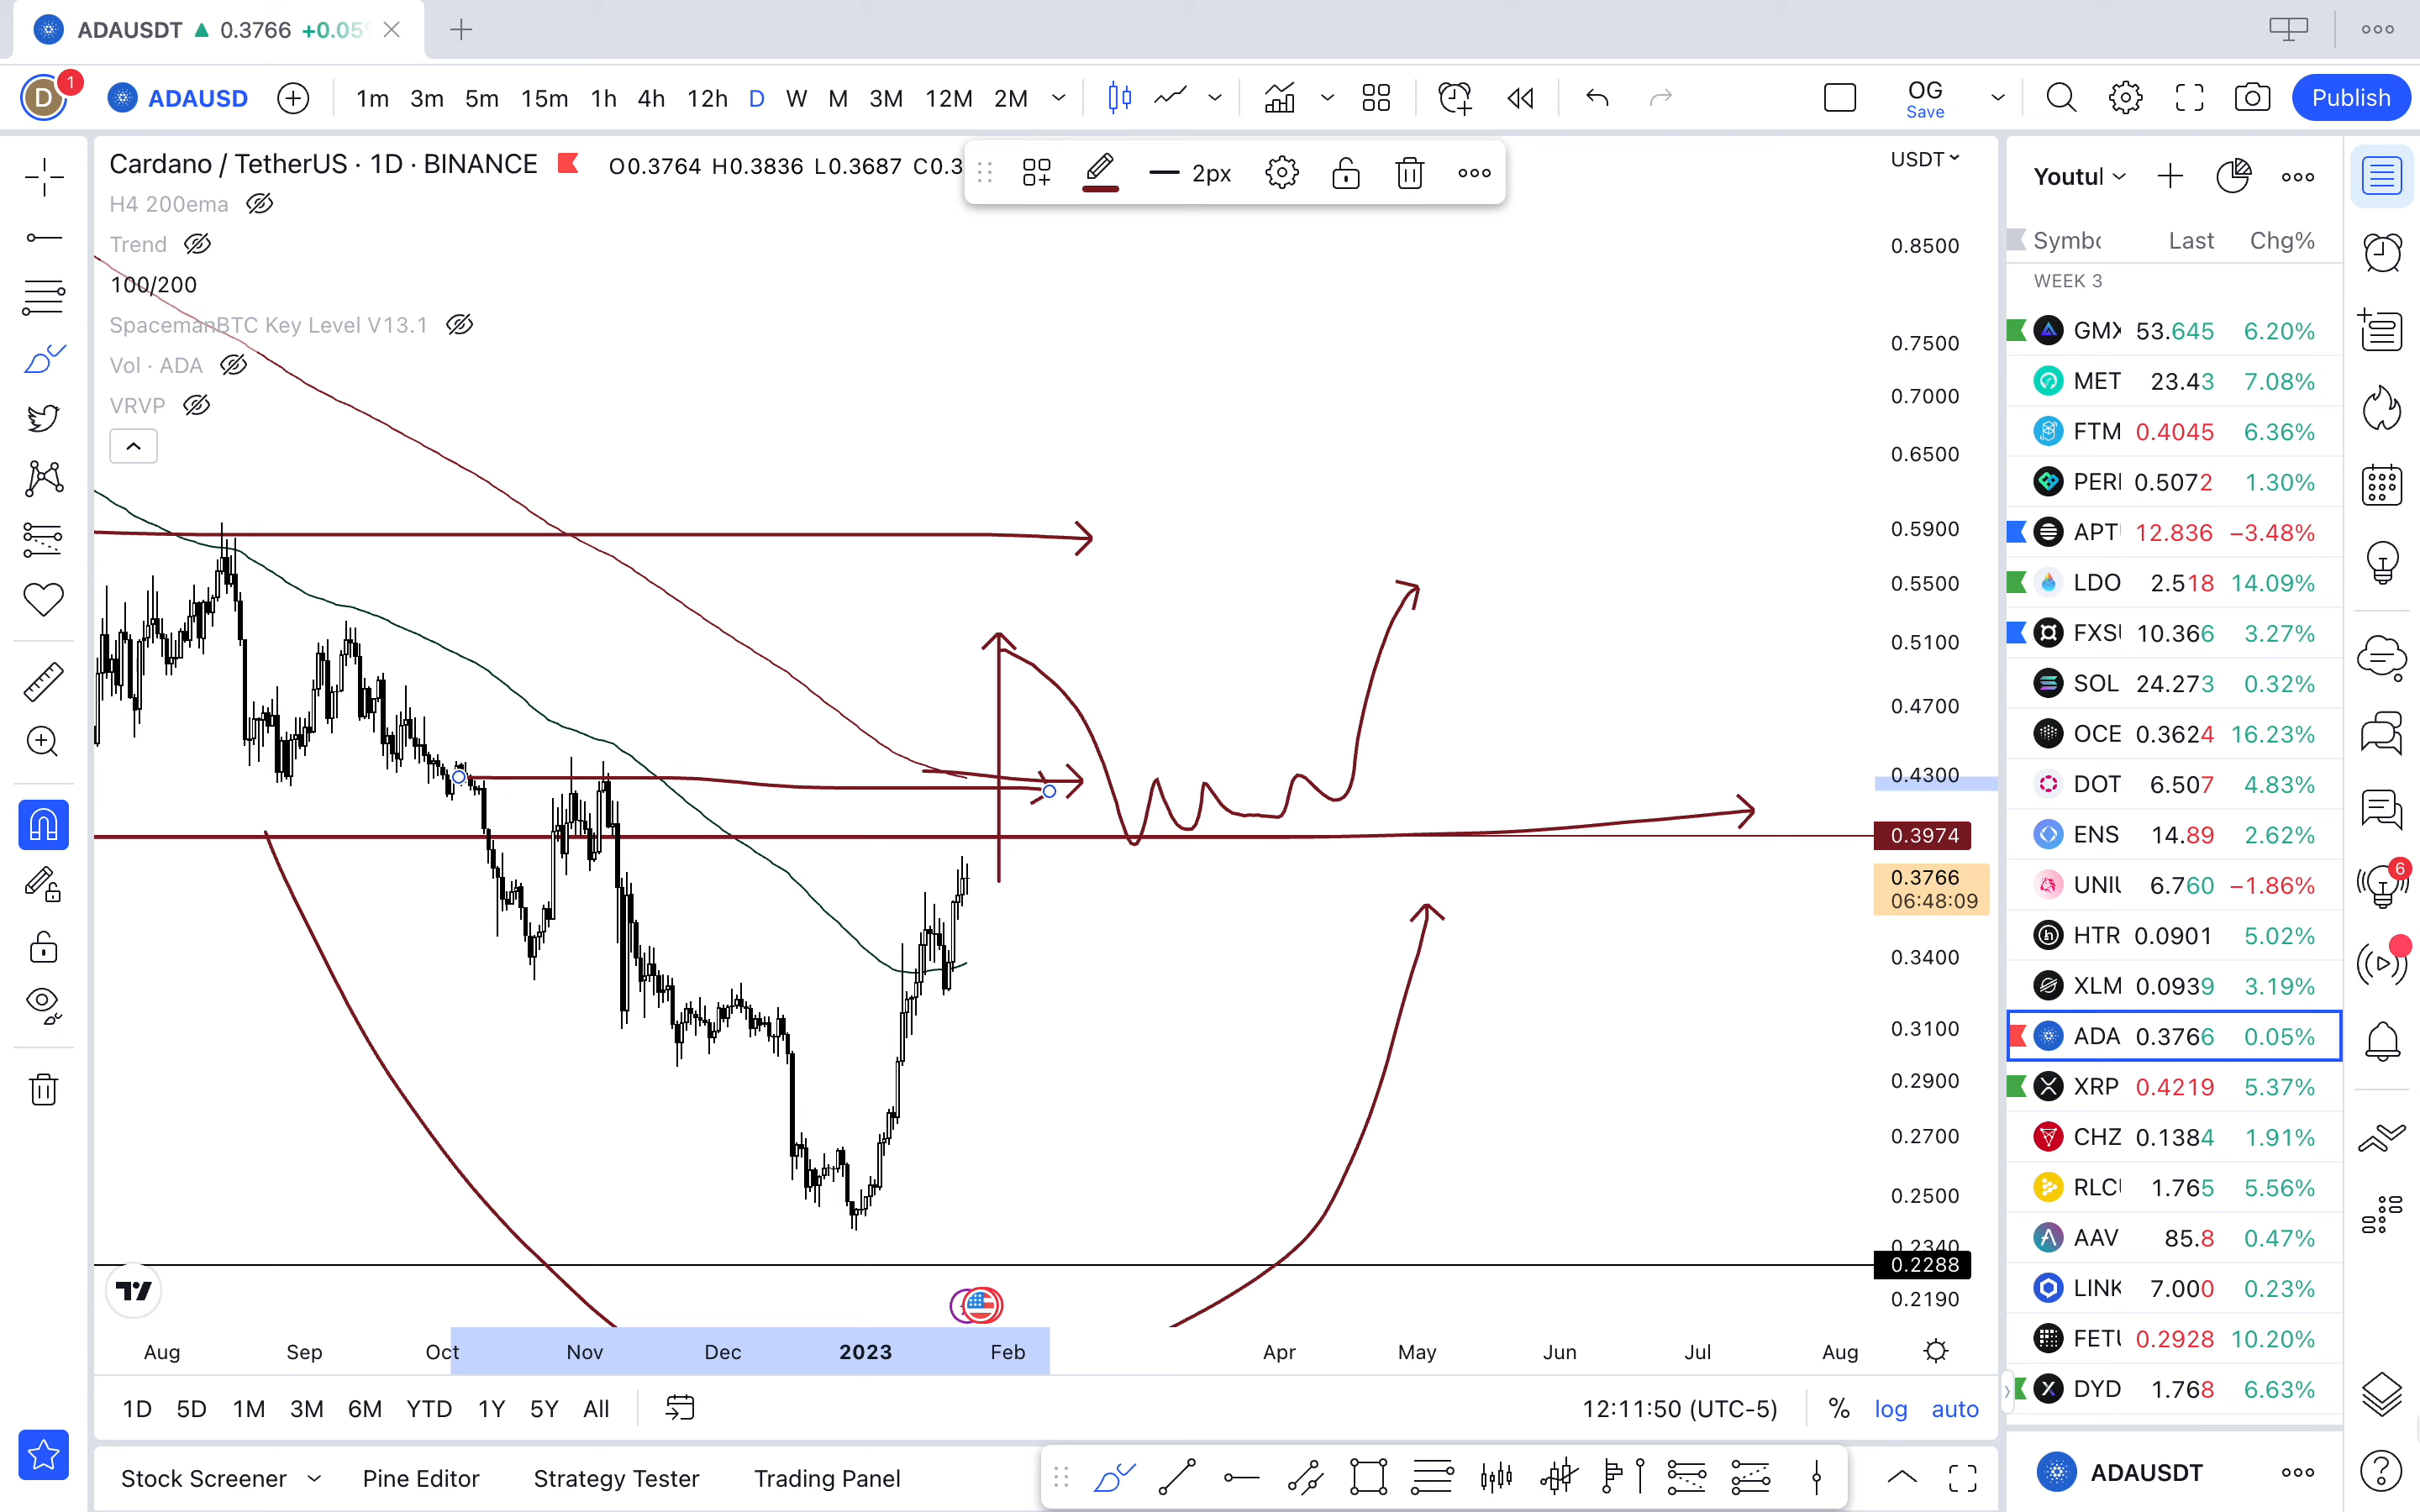 ADAUSDT ▲ 0.3766 +0.05
D 1 ADAUSD 1m 3m 5m 15m 1h 4h 12h D W M 3M 12M 2M OG Save Publish
Cardano / TetherUS · 1D · BINANCE O0.3764 H0.3836 L0.3687 C0.3
2px
USDT
H4 200ema
Trend
100/200
SpacemanBTC Key Level V13.1
Vol · ADA
VRVP
0.8500
0.7500
0.7000
0.6500
0.5900
0.5500
0.5100
0.4700
0.4300
0.3974
0.3766
06:48:09
0.3400
0.3100
0.2900
0.2700
0.2500
0.2340
0.2288
0.2190
Aug Sep Oct Nov Dec 2023 Feb Apr May Jun Jul Aug
1D 5D 1M 3M 6M YTD 1Y 5Y All 12:11:50 (UTC-5) % log auto
Stock Screener Pine Editor Strategy Tester Trading Panel
Symbo Last Chg%
WEEK 3
GMX 53.645 6.20%
MET 23.43 7.08%
FTM 0.4045 6.36%
0.5072 1.30%
12.836 −3.48%
LDO 2.518 14.09%
10.366 3.27%
SOL 24.273 0.32%
OCE 0.3624 16.23%
DOT 6.507 4.83%
ENS 14.89 2.62%
6.760 −1.86%
HTR 0.0901 5.02%
XLM 0.0939 3.19%
ADA 0.3766 0.05%
XRP 0.4219 5.37%
CHZ 0.1384 1.91%
1.765 5.56%
AAV 85.8 0.47%
LINK 7.000 0.23%
0.2928 10.20%
DYD 1.768 6.63%
ADAUSDT
6